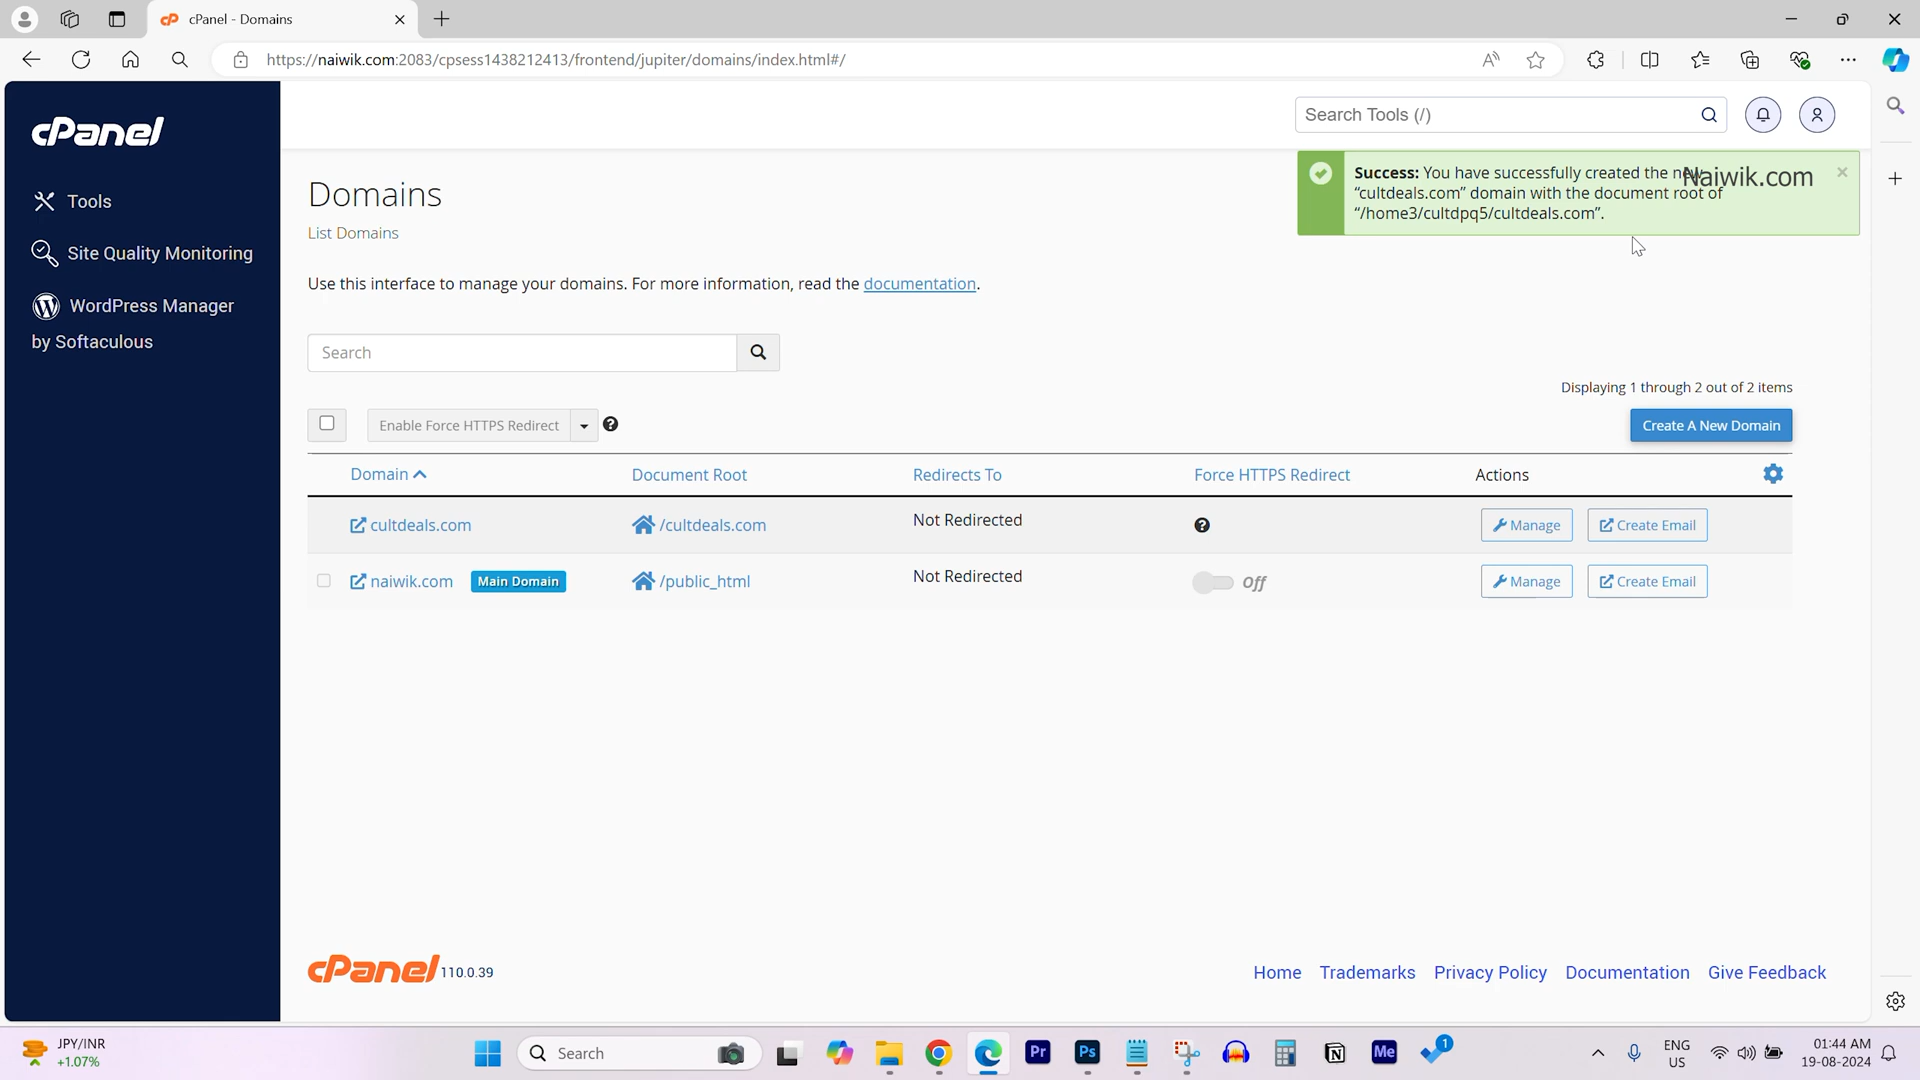 cPanel - Domains
https://naiwik.com:2083/cpsess1438212413/frontend/jupiter/domains/index.html#/
cPanel
Tools
Site Quality Monitoring
WordPress Manager
by Softaculous
Search Tools (/)
Success: You have successfully created the new
“cultdeals.com” domain with the document root of
“/home3/cultdpq5/cultdeals.com”.
Naiwik.com
Domains
List Domains
Use this interface to manage your domains. For more information, read the documentation.
Search
Displaying 1 through 2 out of 2 items
Enable Force HTTPS Redirect
Create A New Domain
Domain Document Root Redirects To Force HTTPS Redirect Actions
cultdeals.com /cultdeals.com Not Redirected Manage Create Email
naiwik.com Main Domain /public_html Not Redirected Off Manage Create Email
cPanel 110.0.39
Home Trademarks Privacy Policy Documentation Give Feedback
JPY/INR
+1.07%
Search
Pr
Ps
Me
1
ENG
US
01:44 AM
19-08-2024